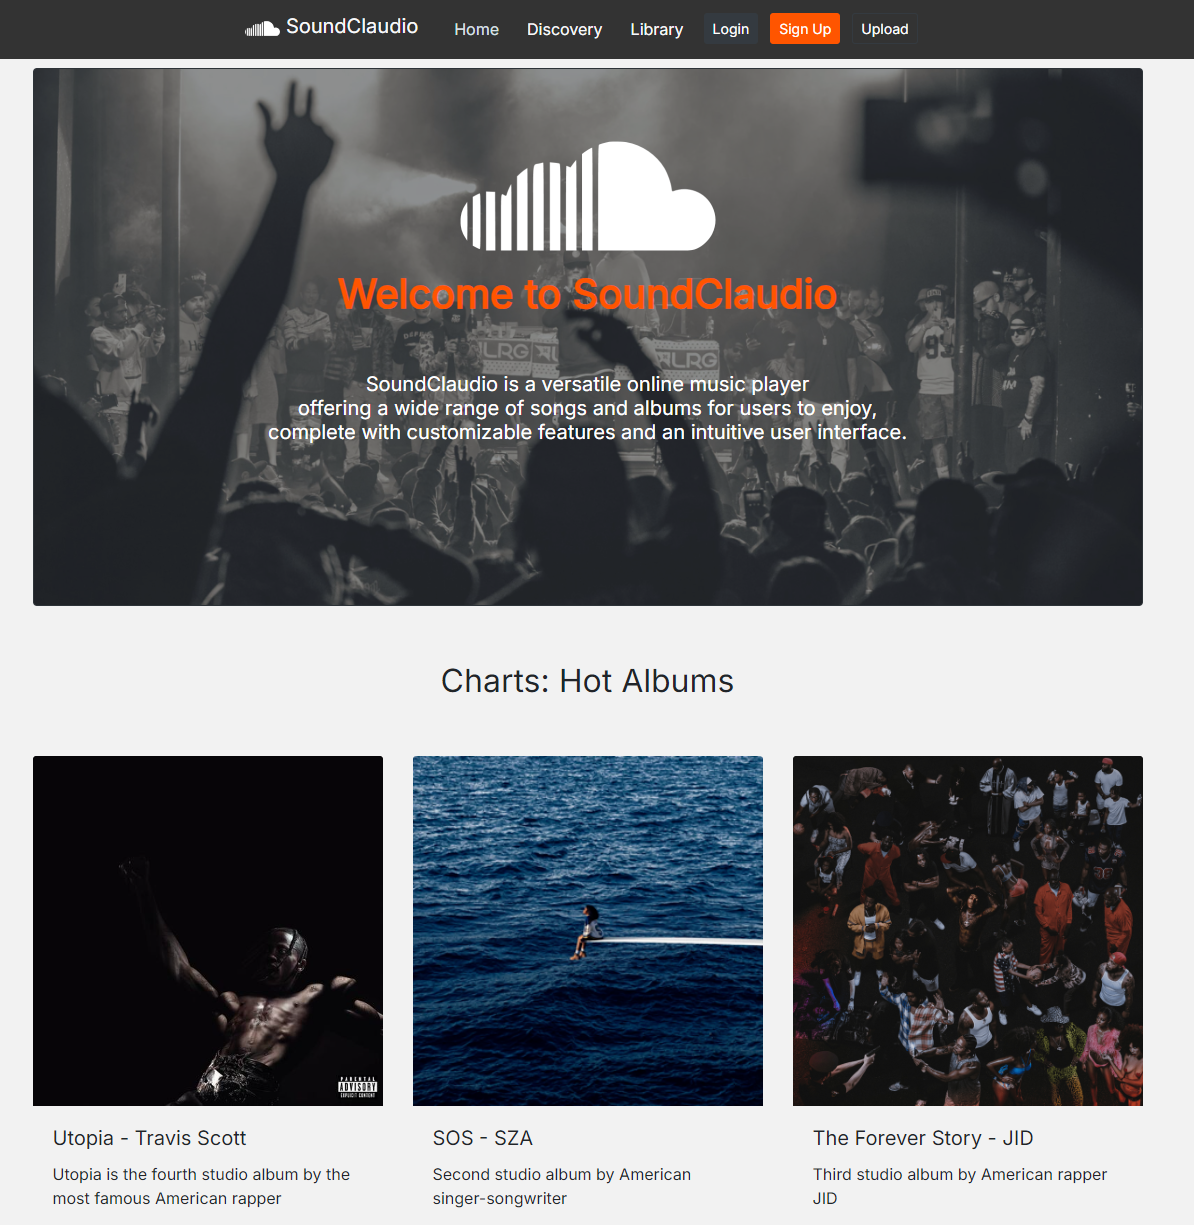 SoundClaudio Home Discovery Library Login Sign Up Upload
Welcome to SoundClaudio
LRG
LRG
SoundClaudio is a versatile online music player
offering a wide range of songs and albums for users to enjoy,
complete with customizable features and an intuitive user interface.
Charts: Hot Albums
PARENTAL
ADVISORY
EXPLICIT CONTENT
Utopia - Travis Scott
Utopia is the fourth studio album by the
most famous American rapper
SOS - SZA
Second studio album by American
singer-songwriter
The Forever Story - JID
Third studio album by American rapper
JID